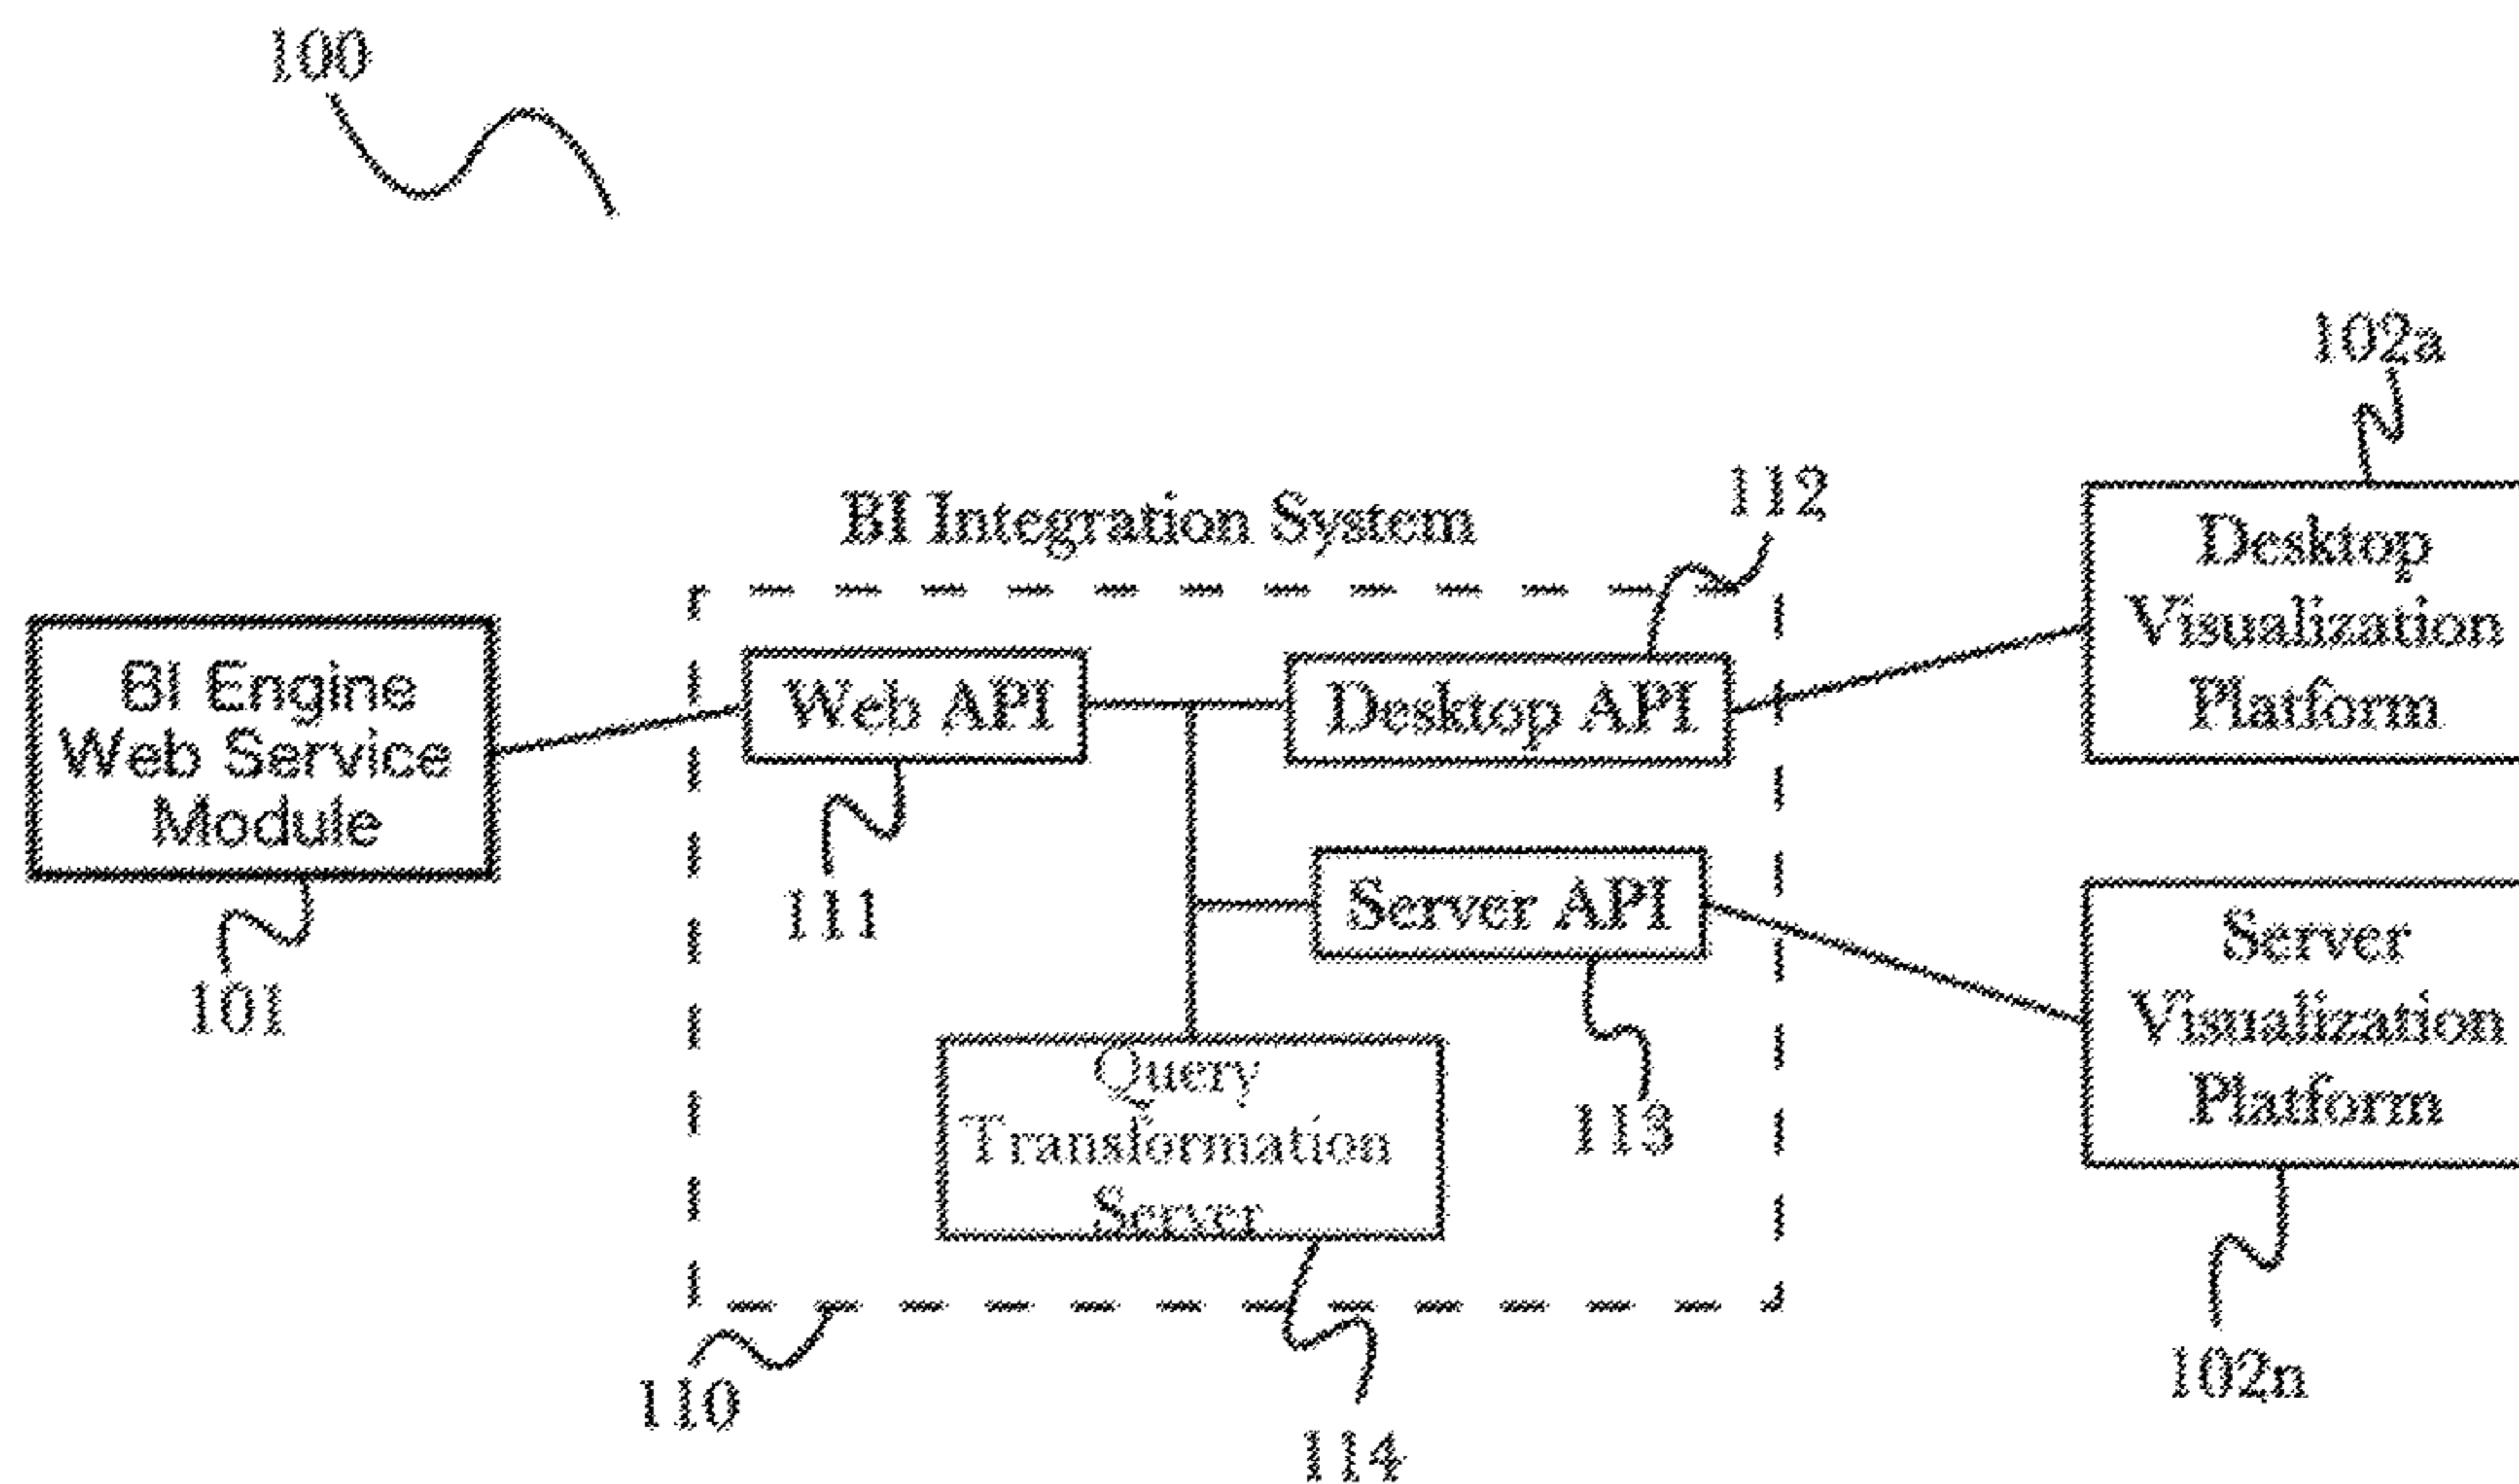 100
102a
112
BI Integration System
Desktop
Visualization
Platform
BI Engine
Web Service
Module
Web API
Desktop API
111
Server API
Server
Visualization
Platform
101
Query
Transformation
Server
113
110
114
102n